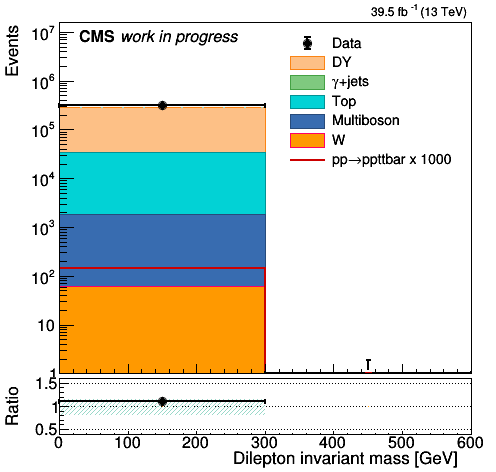 39.5 fb⁻¹ (13 TeV)
CMS work in progress
Events
10⁷
10⁶
10⁵
10⁴
10³
10²
10
1
Data
DY
γ+jets
Top
Multiboson
W
pp→ppttbar x 1000
Ratio
1.5
1
0.5
0 100 200 300 400 500 600
Dilepton invariant mass [GeV]